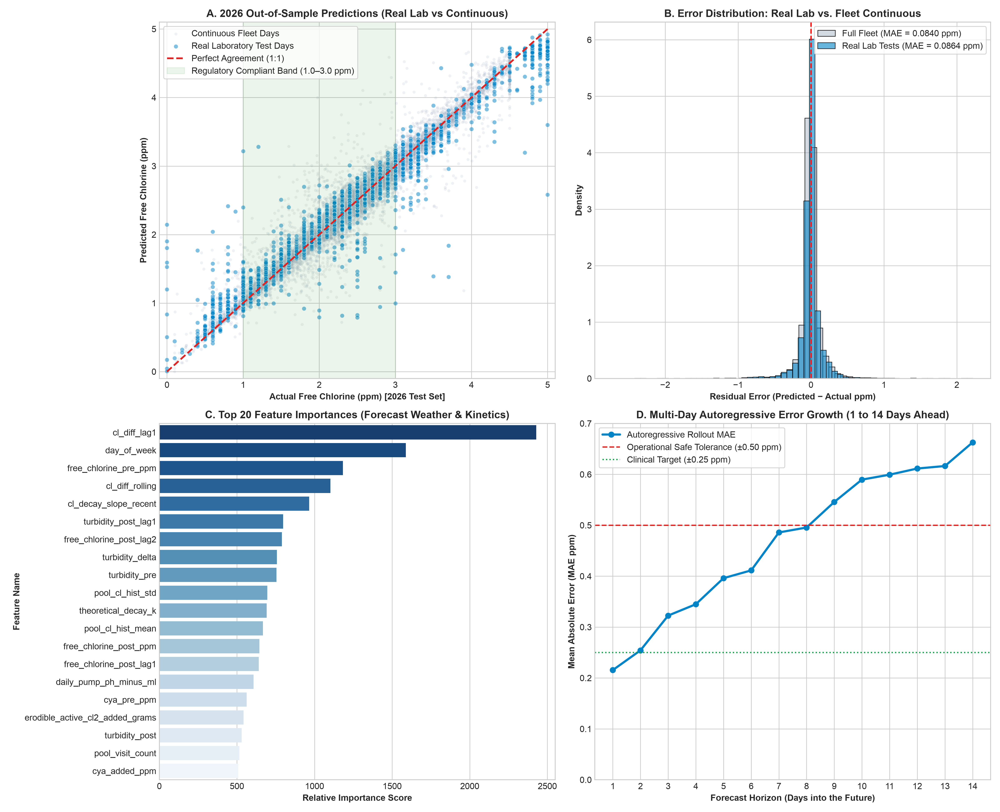 A. 2026 Out-of-Sample Predictions (Real Lab vs Continuous)
Continuous Fleet Days
Real Laboratory Test Days
Perfect Agreement (1:1)
Regulatory Compliant Band (1.0–3.0 ppm)
5
4
3
2
1
0
Predicted Free Chlorine (ppm)
0
1
2
3
4
5
Actual Free Chlorine (ppm) [2026 Test Set]
B. Error Distribution: Real Lab vs. Fleet Continuous
Full Fleet (MAE = 0.0840 ppm)
Real Lab Tests (MAE = 0.0864 ppm)
6
5
4
3
2
1
0
Density
−2
−1
0
1
2
Residual Error (Predicted − Actual ppm)
C. Top 20 Feature Importances (Forecast Weather & Kinetics)
Feature Name
cl_diff_lag1
day_of_week
free_chlorine_pre_ppm
cl_diff_rolling
cl_decay_slope_recent
turbidity_post_lag1
free_chlorine_post_lag2
turbidity_delta
turbidity_pre
pool_cl_hist_std
theoretical_decay_k
pool_cl_hist_mean
free_chlorine_post_ppm
free_chlorine_post_lag1
daily_pump_ph_minus_ml
cya_pre_ppm
erodible_active_cl2_added_grams
turbidity_post
pool_visit_count
cya_added_ppm
0
500
1000
1500
2000
2500
Relative Importance Score
D. Multi-Day Autoregressive Error Growth (1 to 14 Days Ahead)
Autoregressive Rollout MAE
Operational Safe Tolerance (±0.50 ppm)
Clinical Target (±0.25 ppm)
0.7
0.6
0.5
0.4
0.3
0.2
0.1
0.0
Mean Absolute Error (MAE ppm)
1
2
3
4
5
6
7
8
9
10
11
12
13
14
Forecast Horizon (Days into the Future)